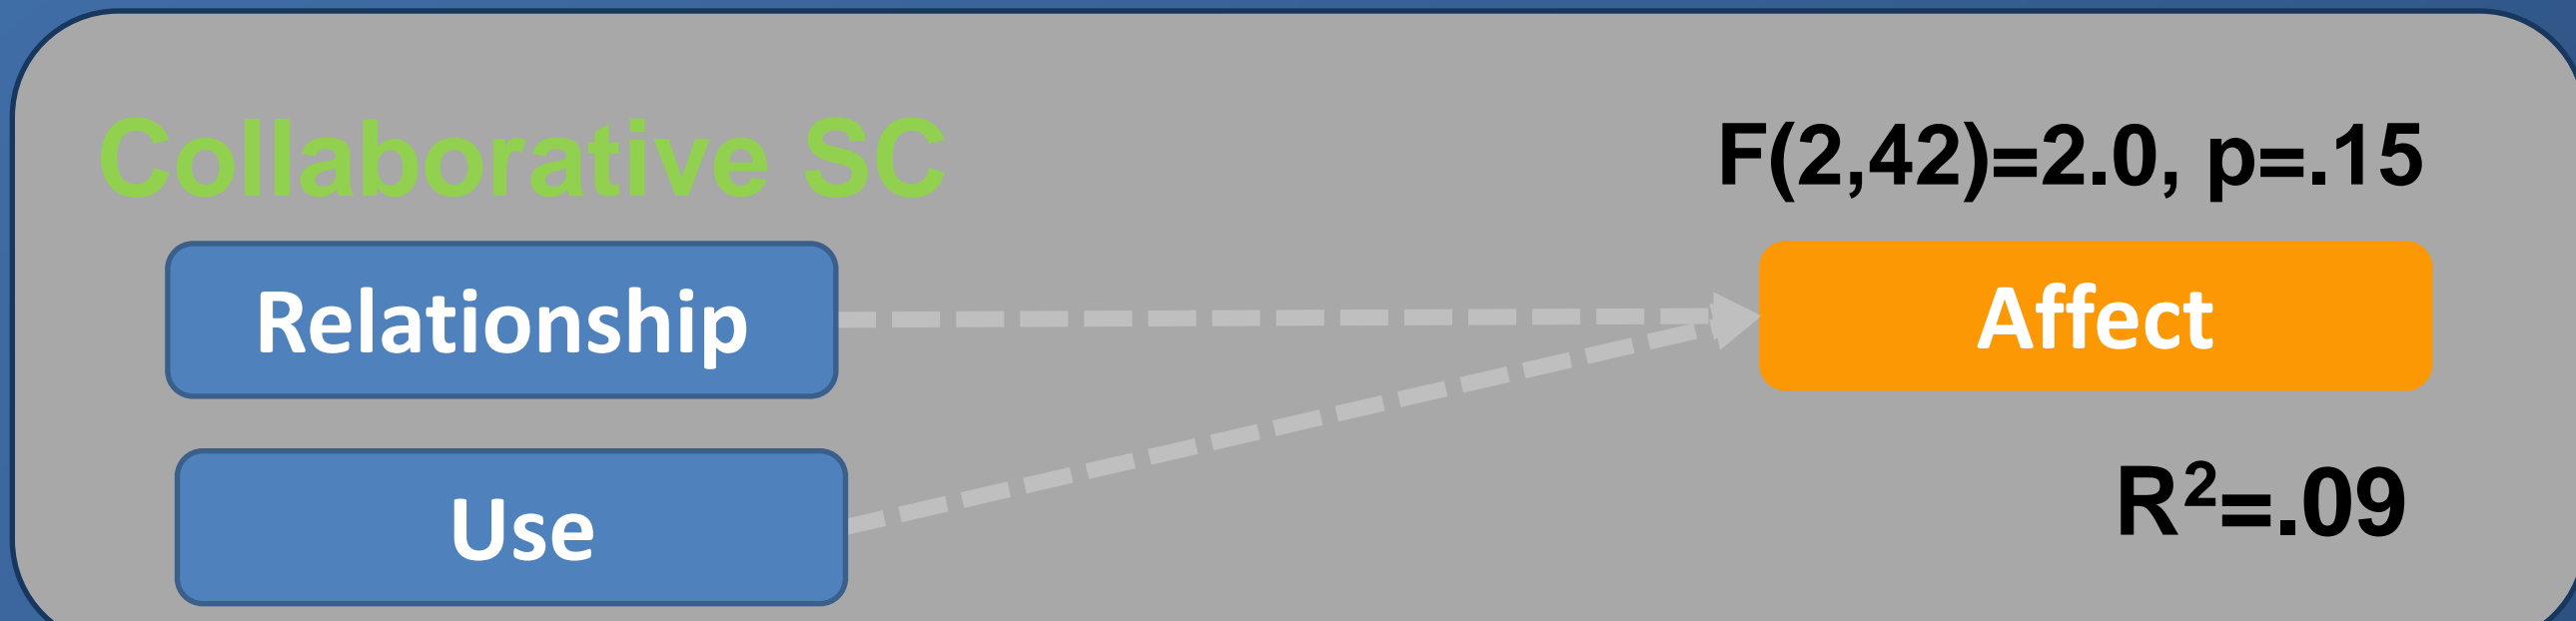 Collaborative SC
F(2,42)=2.0, p=.15
Relationship
Affect
Use
R²=.09